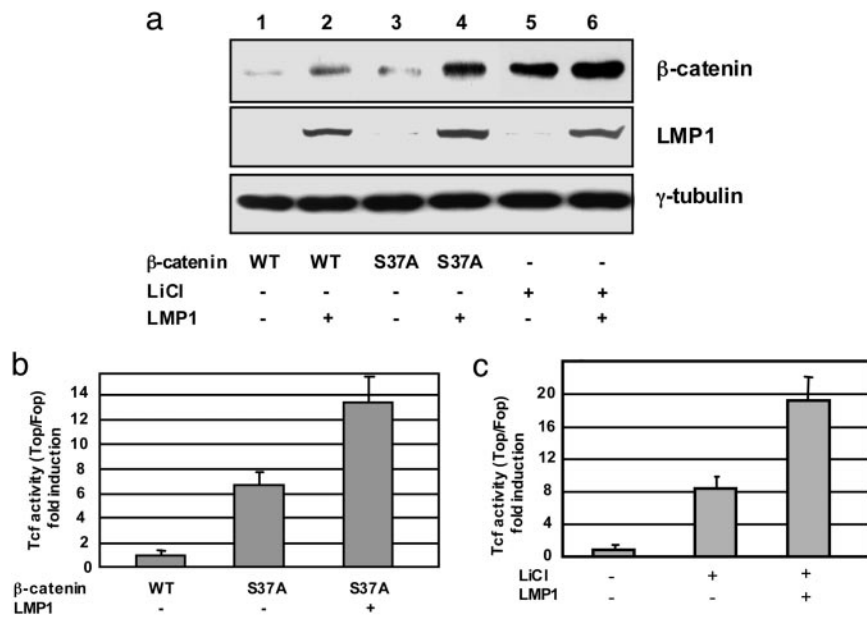 a
1 2 3 4 5 6
β-catenin
LMP1
γ-tubulin
β-catenin WT WT S37A S37A - -
LiCl - - - - + +
LMP1 - + - + - +
b
Tcf activity (Top/Fop)
fold induction
14
12
10
8
6
4
2
0
β-catenin WT S37A S37A
LMP1 - - +
c
Tcf activity (Top/Fop)
fold induction
20
16
12
8
4
0
LiCl - + +
LMP1 - - +